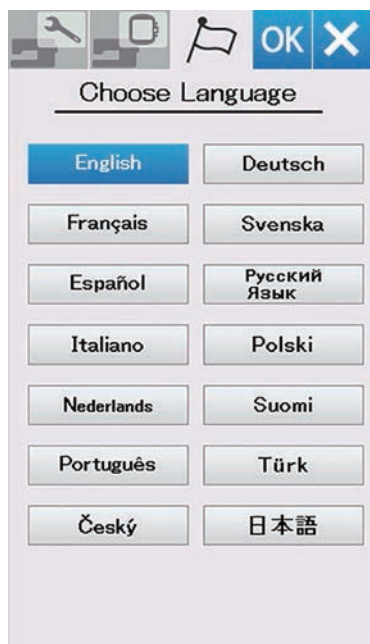 OK
Choose Language
English
Deutsch
Français
Svenska
Español
Русский
Язык
Italiano
Polski
Nederlands
Suomi
Português
Türk
Český
日本語